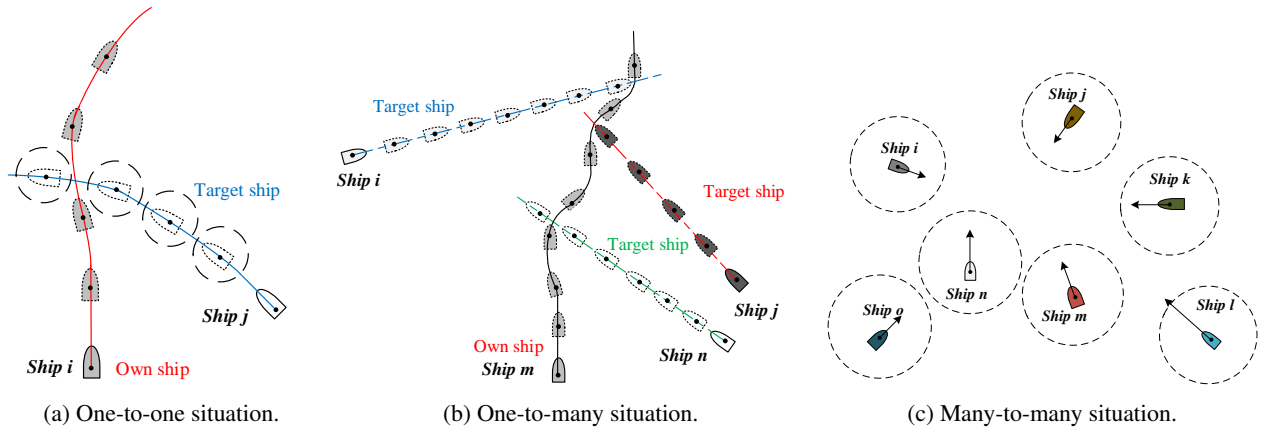 Target ship
Ship j
Ship i
Own ship
(a) One-to-one situation.
Target ship
Ship i
Target ship
Target ship
Ship j
Own ship
Ship m
Ship n
(b) One-to-many situation.
Ship j
Ship i
Ship k
Ship n
Ship m
Ship o
Ship l
(c) Many-to-many situation.